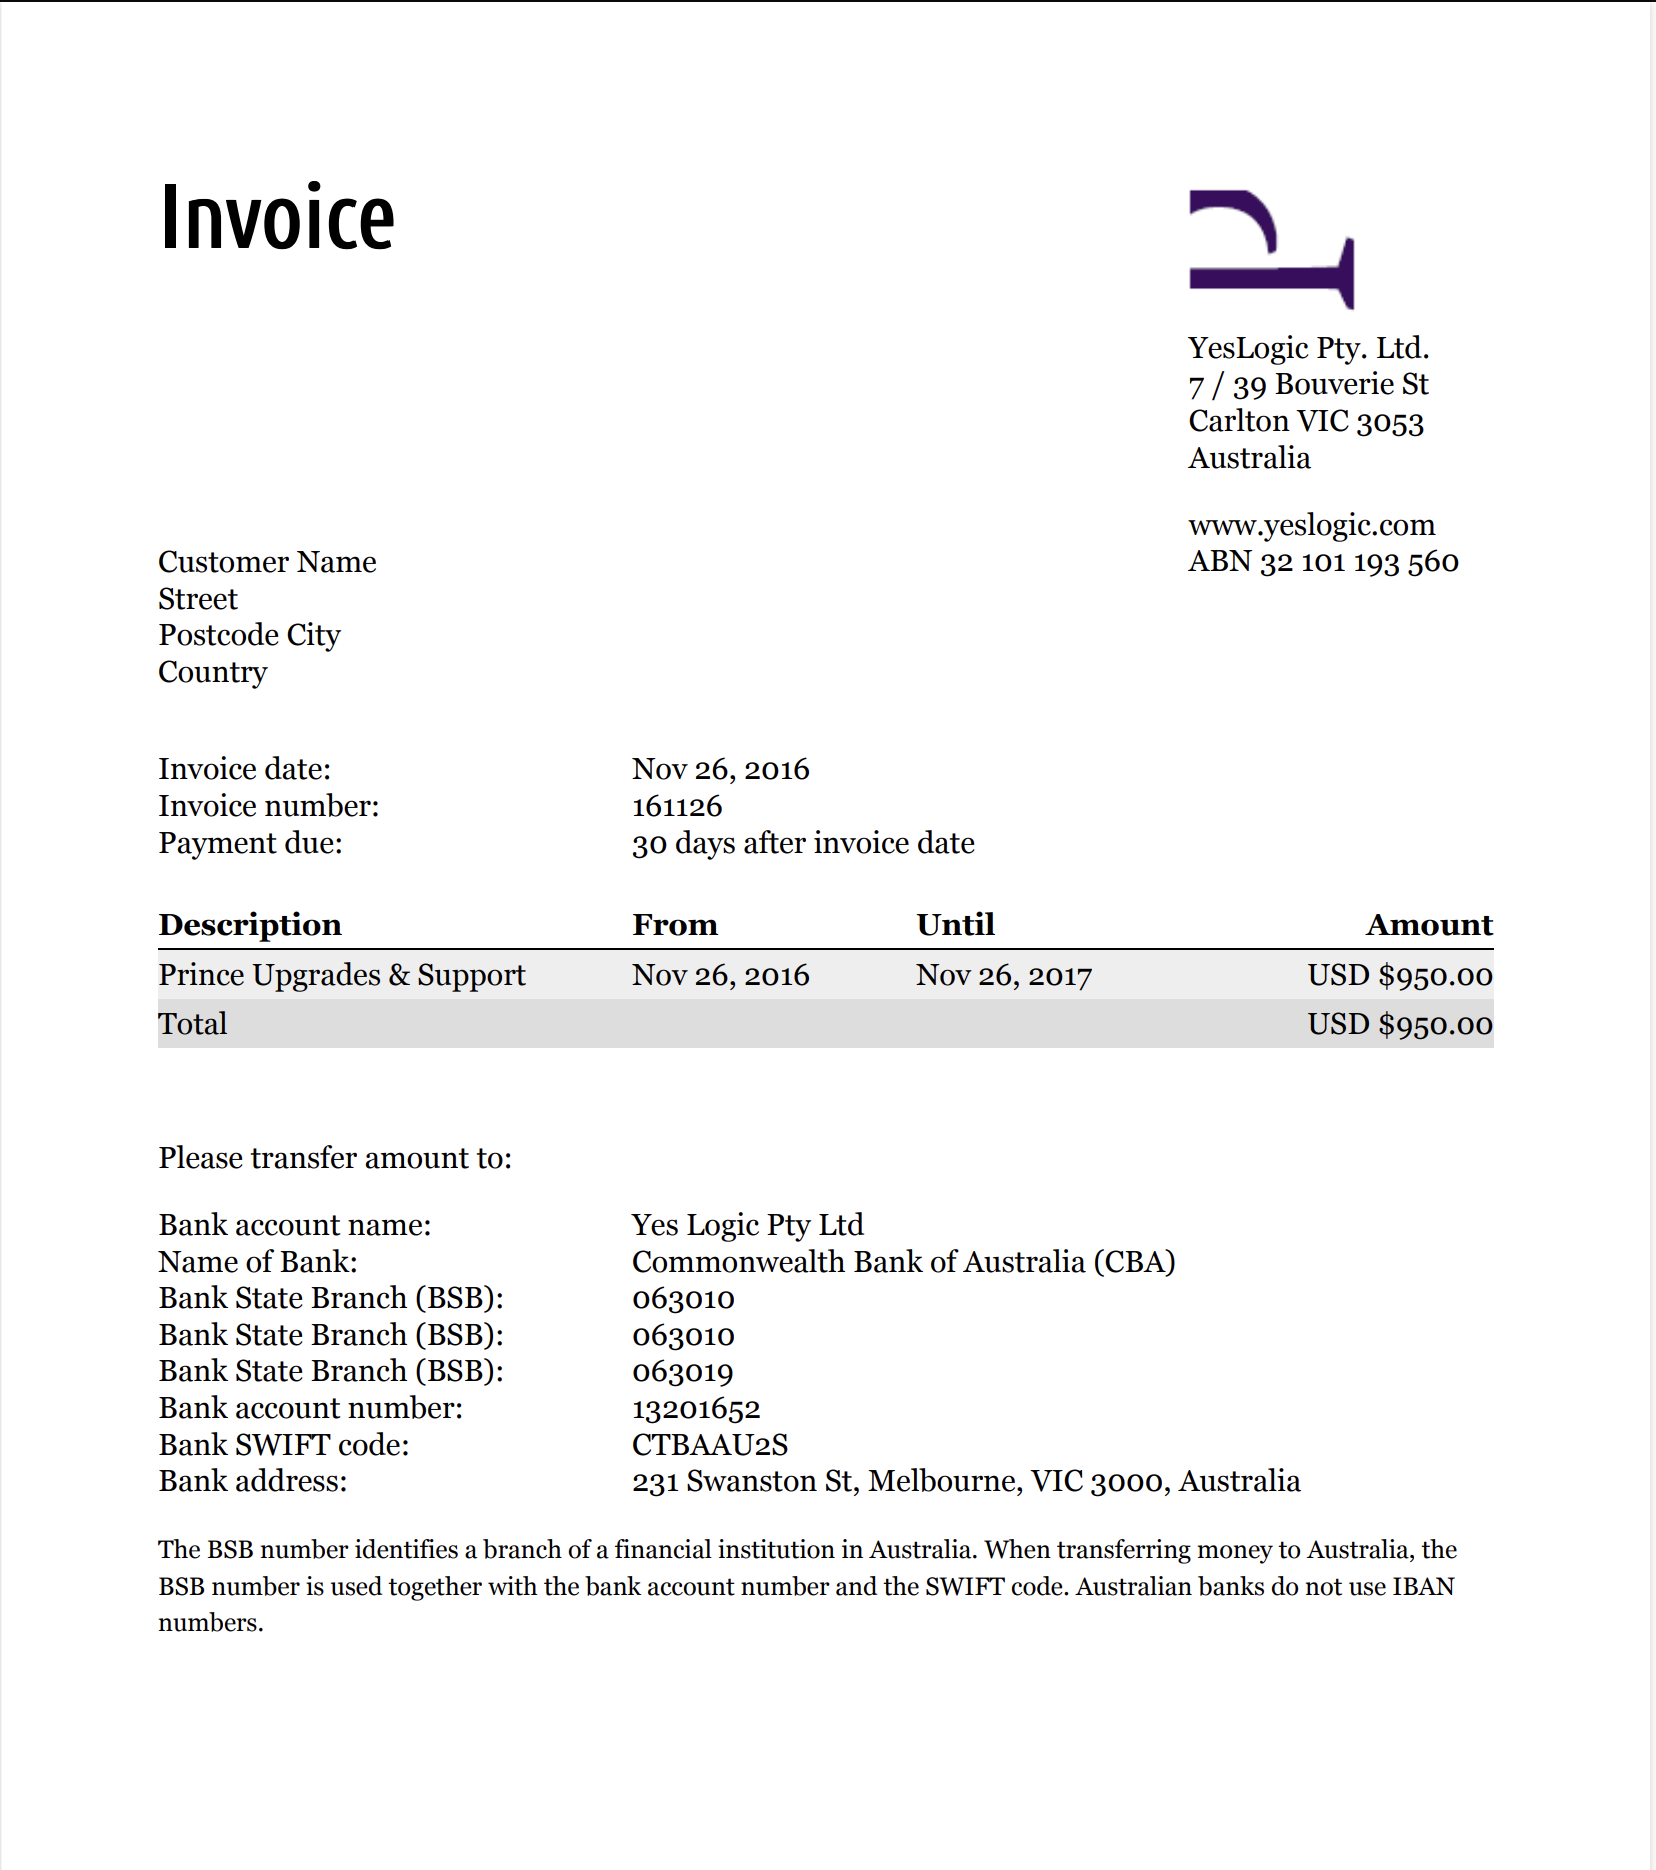 Invoice
YesLogic Pty. Ltd.
7 / 39 Bouverie St
Carlton VIC 3053
Australia
www.yeslogic.com
ABN 32 101 193 560
Customer Name
Street
Postcode City
Country
Invoice date: Nov 26, 2016
Invoice number: 161126
Payment due: 30 days after invoice date
Description From Until Amount
Prince Upgrades & Support Nov 26, 2016 Nov 26, 2017 USD $950.00
Total USD $950.00
Please transfer amount to:
Bank account name: Yes Logic Pty Ltd
Name of Bank: Commonwealth Bank of Australia (CBA)
Bank State Branch (BSB): 063010
Bank State Branch (BSB): 063010
Bank State Branch (BSB): 063019
Bank account number: 13201652
Bank SWIFT code: CTBAAU2S
Bank address: 231 Swanston St, Melbourne, VIC 3000, Australia
The BSB number identifies a branch of a financial institution in Australia. When transferring money to Australia, the
BSB number is used together with the bank account number and the SWIFT code. Australian banks do not use IBAN
numbers.